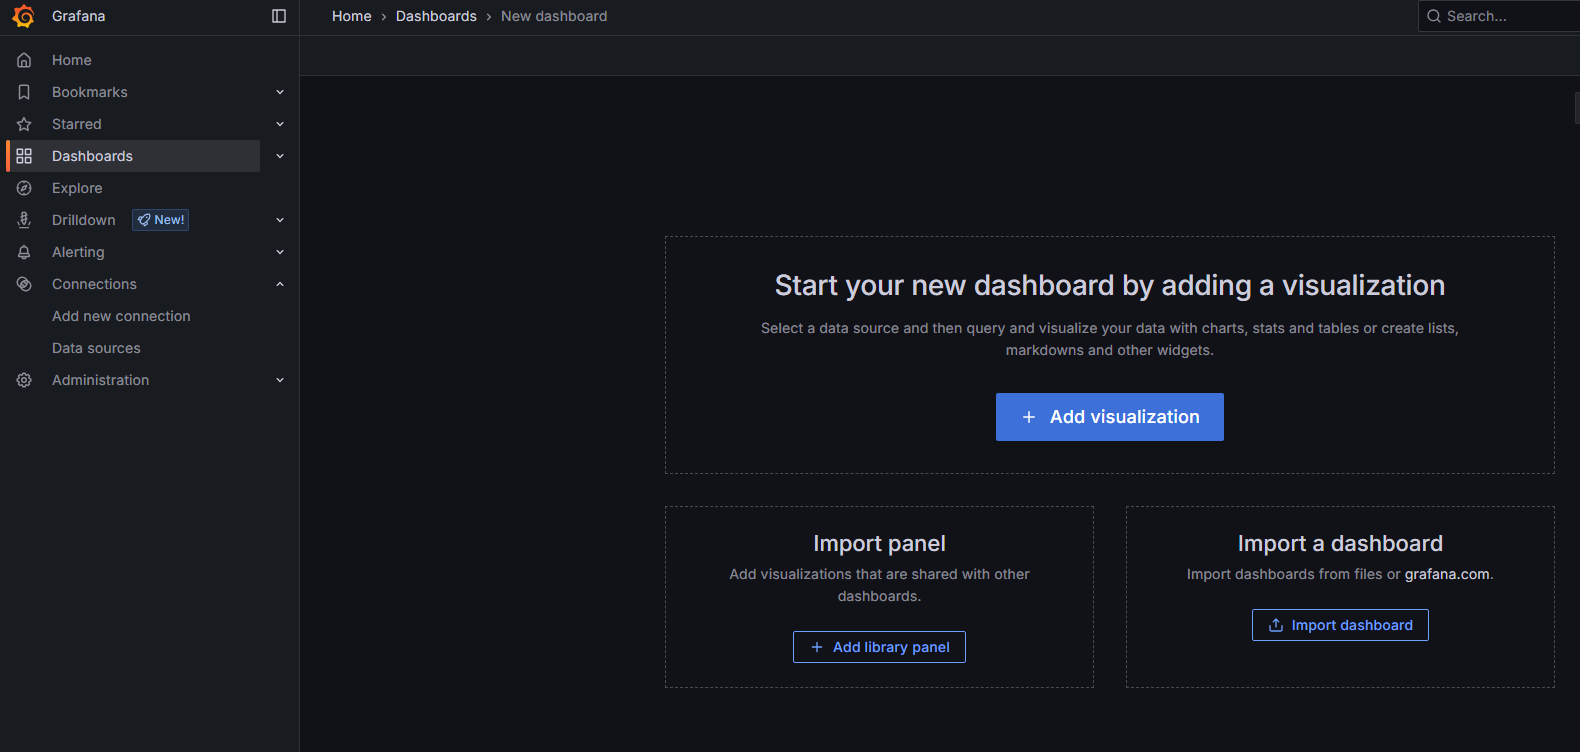 Grafana
Home › Dashboards › New dashboard
Search...
Home
Bookmarks
Starred
Dashboards
Explore
Drilldown New!
Alerting
Connections
Add new connection
Data sources
Administration
Start your new dashboard by adding a visualization
Select a data source and then query and visualize your data with charts, stats and tables or create lists,
markdowns and other widgets.
+ Add visualization
Import panel
Add visualizations that are shared with other
dashboards.
+ Add library panel
Import a dashboard
Import dashboards from files or grafana.com.
Import dashboard